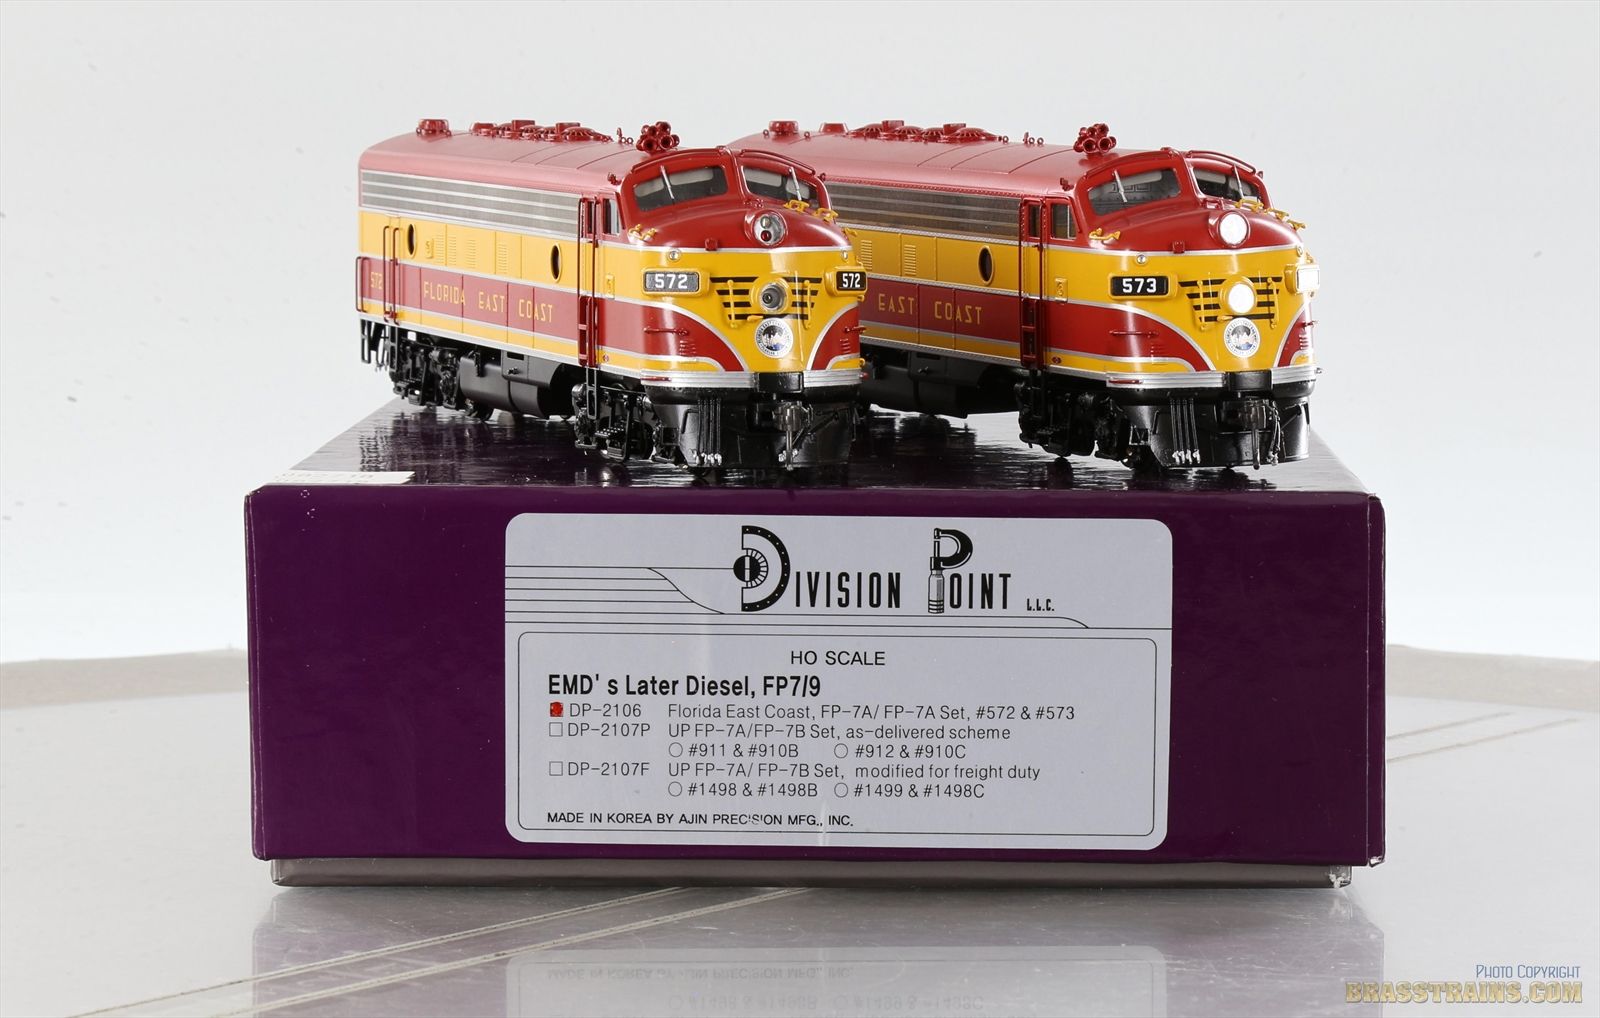 572
FLORIDA EAST COAST
572
572
EAST COAST
573
DIVISION POINT L.L.C.
HO SCALE
EMD's Later Diesel, FP7/9
DP-2106 Florida East Coast, FP-7A/ FP-7A Set, #572 & #573
DP-2107P UP FP-7A/FP-7B Set, as-delivered scheme
#911 & #910B #912 & #910C
DP-2107F UP FP-7A/ FP-7B Set, modified for freight duty
#1498 & #1498B #1499 & #1498C
MADE IN KOREA BY AJIN PRECISION MFG., INC.
PHOTO COPYRIGHT
BRASSTRAINS.COM